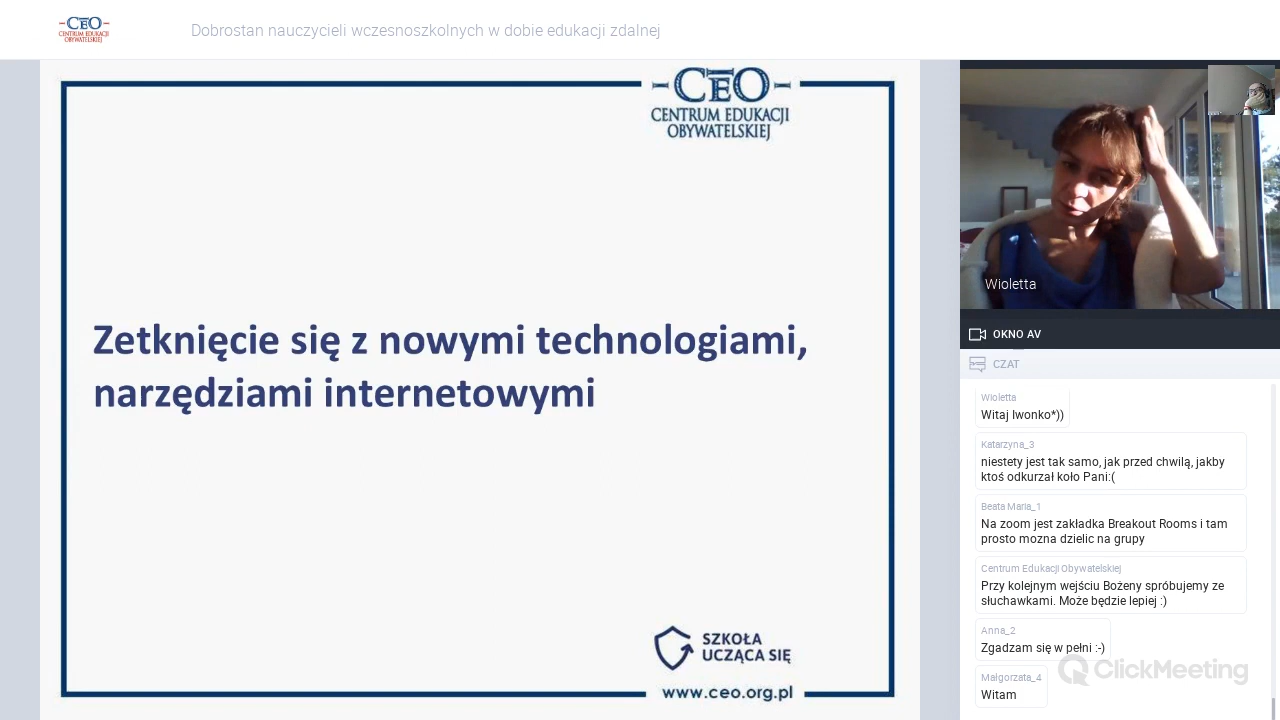 CEO
CENTRUM EDUKACJI
OBYWATELSKIEJ
Dobrostan nauczycieli wczesnoszkolnych w dobie edukacji zdalnej
CEO
CENTRUM EDUKACJI
OBYWATELSKIEJ
Zetknięcie się z nowymi technologiami,
narzędziami internetowymi
SZKOŁA
UCZĄCA SIĘ
www.ceo.org.pl
Wioletta
OKNO AV
CZAT
Wioletta
Witaj Iwonko*))
Katarzyna_3
niestety jest tak samo, jak przed chwilą, jakby
ktoś odkurzał koło Pani:(
Beata Maria_1
Na zoom jest zakładka Breakout Rooms i tam
prosto mozna dzielic na grupy
Centrum Edukacji Obywatelskiej
Przy kolejnym wejściu Bożeny spróbujemy ze
słuchawkami. Może będzie lepiej :)
Anna_2
Zgadzam się w pełni :-)
Małgorzata_4
Witam
ClickMeeting